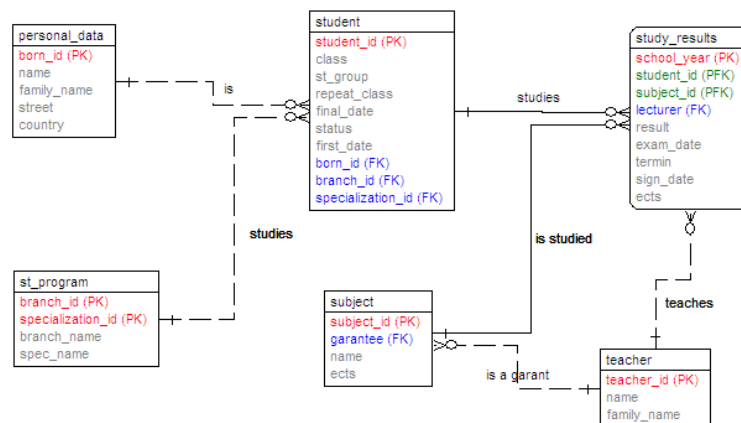 personal_data
born_id (PK)
name
family_name
street
country
is
student
student_id (PK)
class
st_group
repeat_class
final_date
status
first_date
born_id (FK)
branch_id (FK)
specialization_id (FK)
studies
study_results
school_year (PK)
student_id (PFK)
subject_id (PFK)
lecturer (FK)
result
exam_date
termin
sign_date
ects
studies
is studied
st_program
branch_id (PK)
specialization_id (PK)
branch_name
spec_name
subject
subject_id (PK)
garantee (FK)
name
ects
is a garant
teaches
teacher
teacher_id (PK)
name
family_name